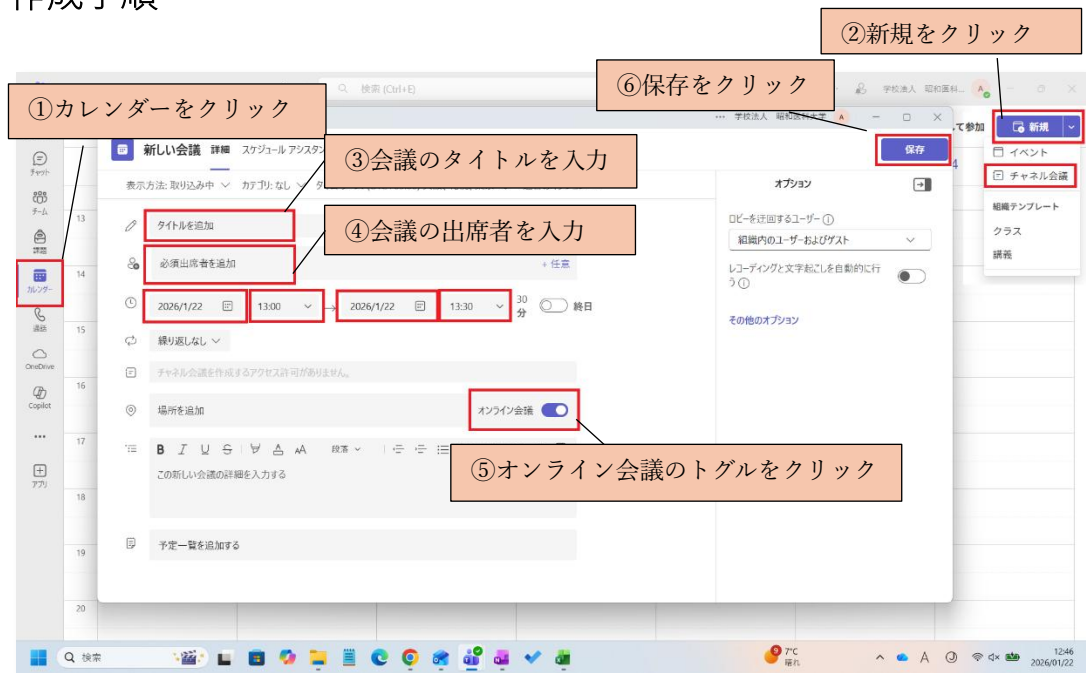 作成手順
②新規をクリック
⑥保存をクリック
①カレンダーをクリック
検索 (Ctrl+E)
学校法人 昭和医科...
学校法人 昭和医科大学
て参加
新規
新しい会議 詳細 スケジュール アシスタン
③会議のタイトルを入力
保存
イベント
チャネル会議
組織テンプレート
クラス
講義
チャット
チーム
課題
カレンダー
通話
OneDrive
Copilot
アプリ
13
14
15
16
17
18
19
20
表示方法: 取り込み中 カテゴリ: なし
オプション
タイトルを追加
④会議の出席者を入力
ロビーを迂回するユーザー
組織内のユーザーおよびゲスト
必須出席者を追加
+ 任意
レコーディングと文字起こしを自動的に行
う
2026/1/22 13:00 → 2026/1/22 13:30 30分 終日
その他のオプション
繰り返しなし
チャネル会議を作成するアクセス許可がありません。
場所を追加
オンライン会議
B I U S A AA 段落
⑤オンライン会議のトグルをクリック
この新しい会議の詳細を入力する
予定一覧を追加する
検索
9
7°C
晴れ
A
12:46
2026/01/22